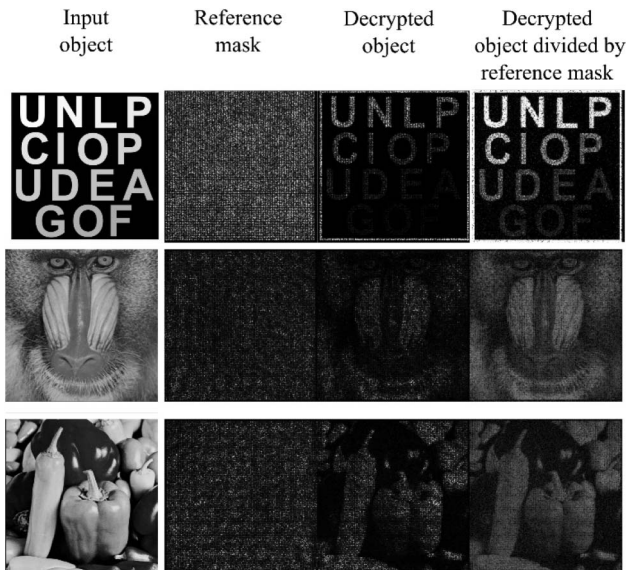 Input
object
Reference
mask
Decrypted
object
Decrypted
object divided by
reference mask
UNLP
CIOP
UDEA
GOF
UNLP
CIOP
UDEA
GOF
UNLP
CIOP
UDEA
GOF